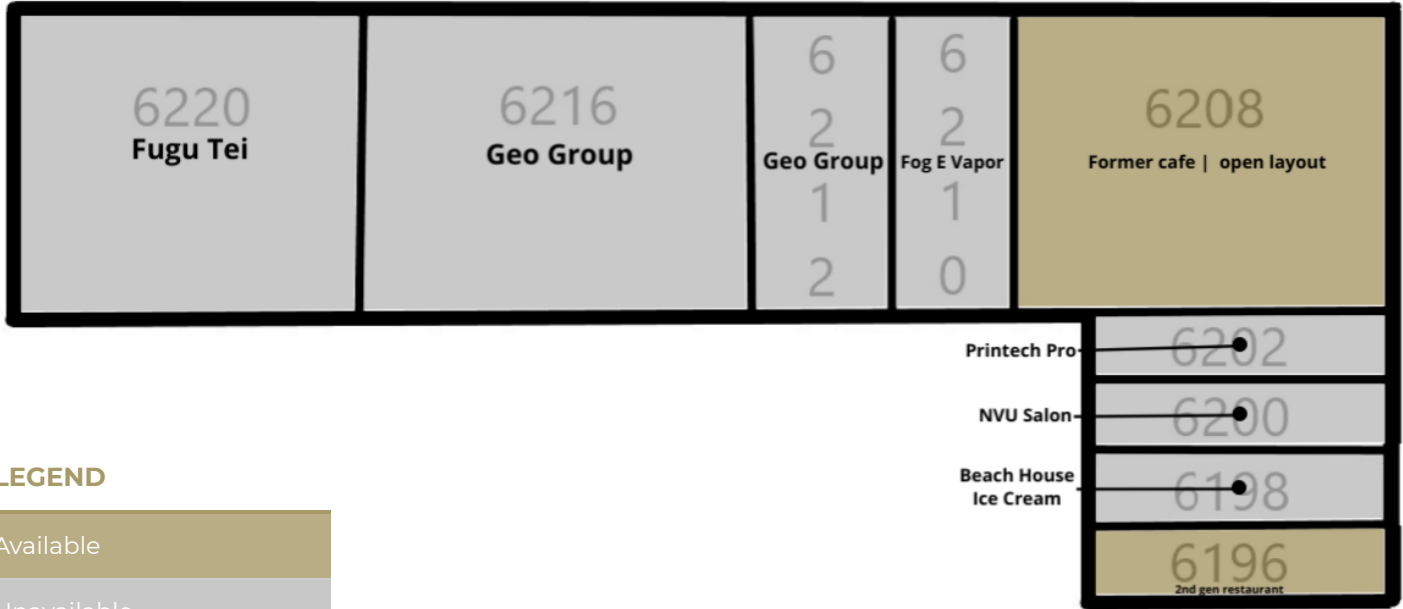 6220
Fugu Tei
6216
Geo Group
6
2
1
2
Geo Group
6
2
1
0
Fog E Vapor
6208
Former cafe | open layout
Printech Pro
6202
NVU Salon
6200
Beach House
Ice Cream
6198
6196
2nd gen restaurant
LEGEND
Available
Unavailable